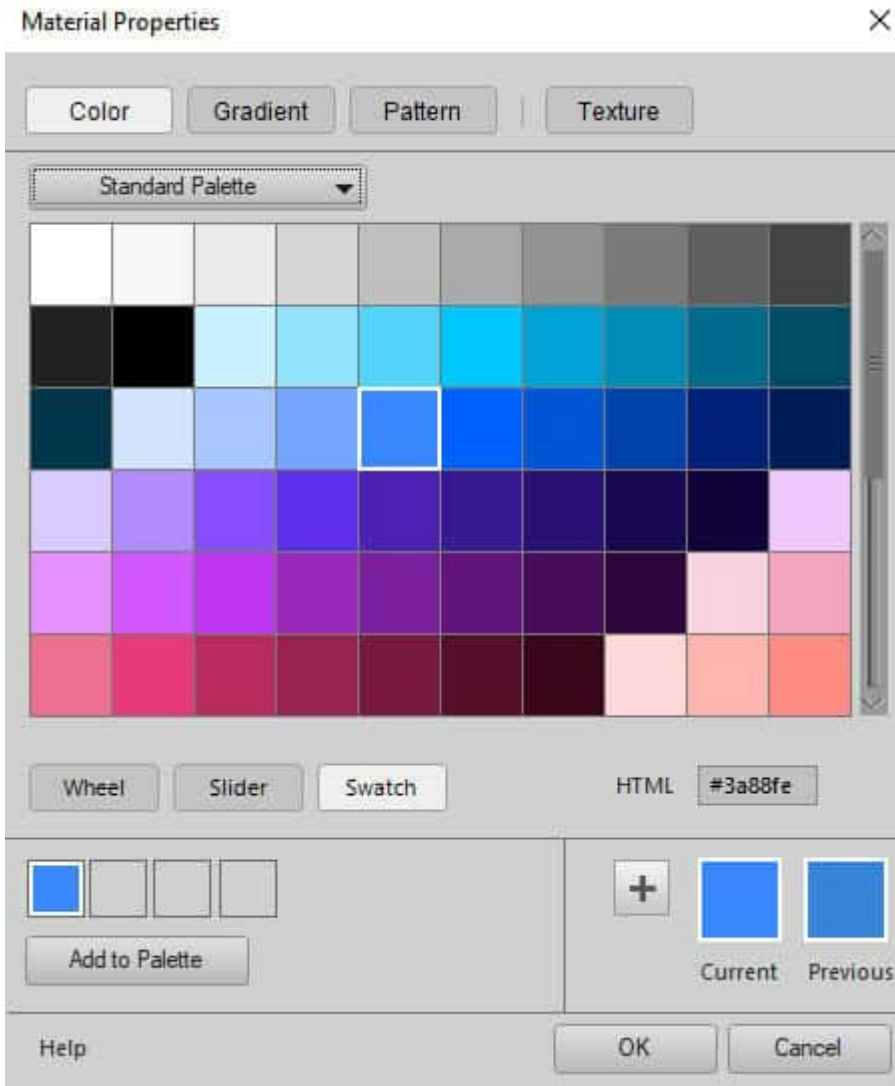 Material Properties
Color Gradient Pattern Texture
Standard Palette
Wheel Slider Swatch HTML #3a88fe
Add to Palette
Current Previous
Help OK Cancel